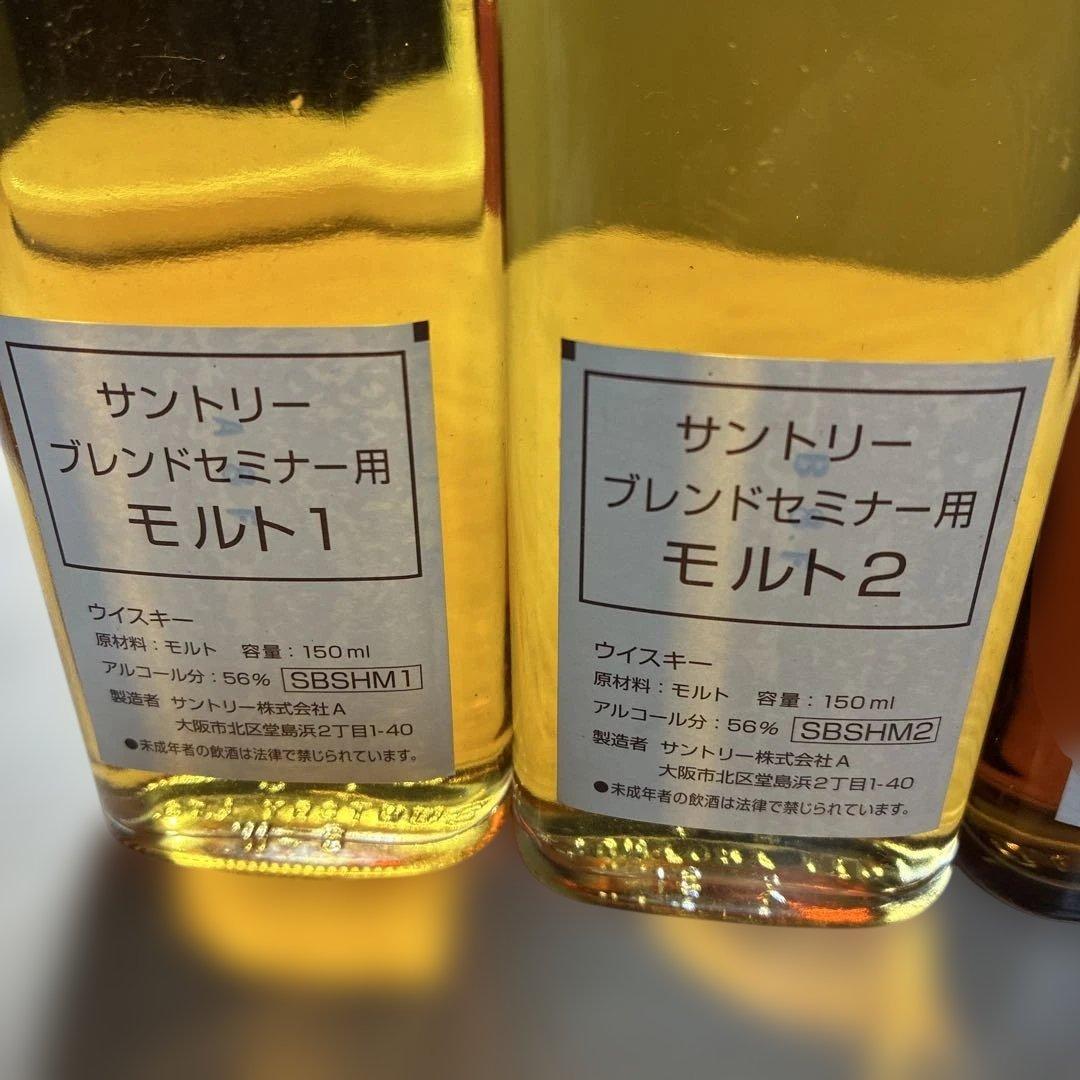 サントリー
ブレンドセミナー用
モルト1
ウイスキー
原材料：モルト 容量：150ml
アルコール分：56% SBSHM1
製造者 サントリー株式会社A
大阪市北区堂島浜2丁目1-40
●未成年者の飲酒は法律で禁じられています。
サントリー
ブレンドセミナー用
モルト2
ウイスキー
原材料：モルト 容量：150ml
アルコール分：56% SBSHM2
製造者 サントリー株式会社A
大阪市北区堂島浜2丁目1-40
●未成年者の飲酒は法律で禁じられています。